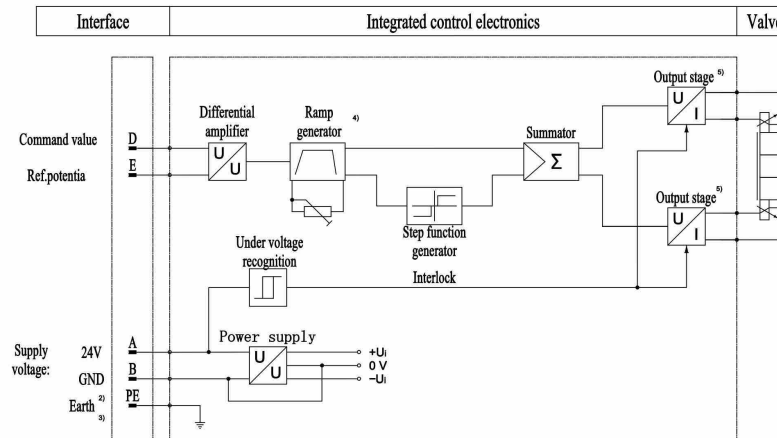 Interface
Integrated control electronics
Valve
Output stage 5)
Differential
amplifier
Ramp
generator
4)
U
I
Command value
D
U
U
Summator
Σ
Ref.potentia
E
Output stage 5)
Step function
generator
U
I
Under voltage
recognition
Interlock
Power supply
Supply
voltage:
24V
A
U
U
+Ui
0 V
-Ui
GND
B
Earth 2)
3)
PE